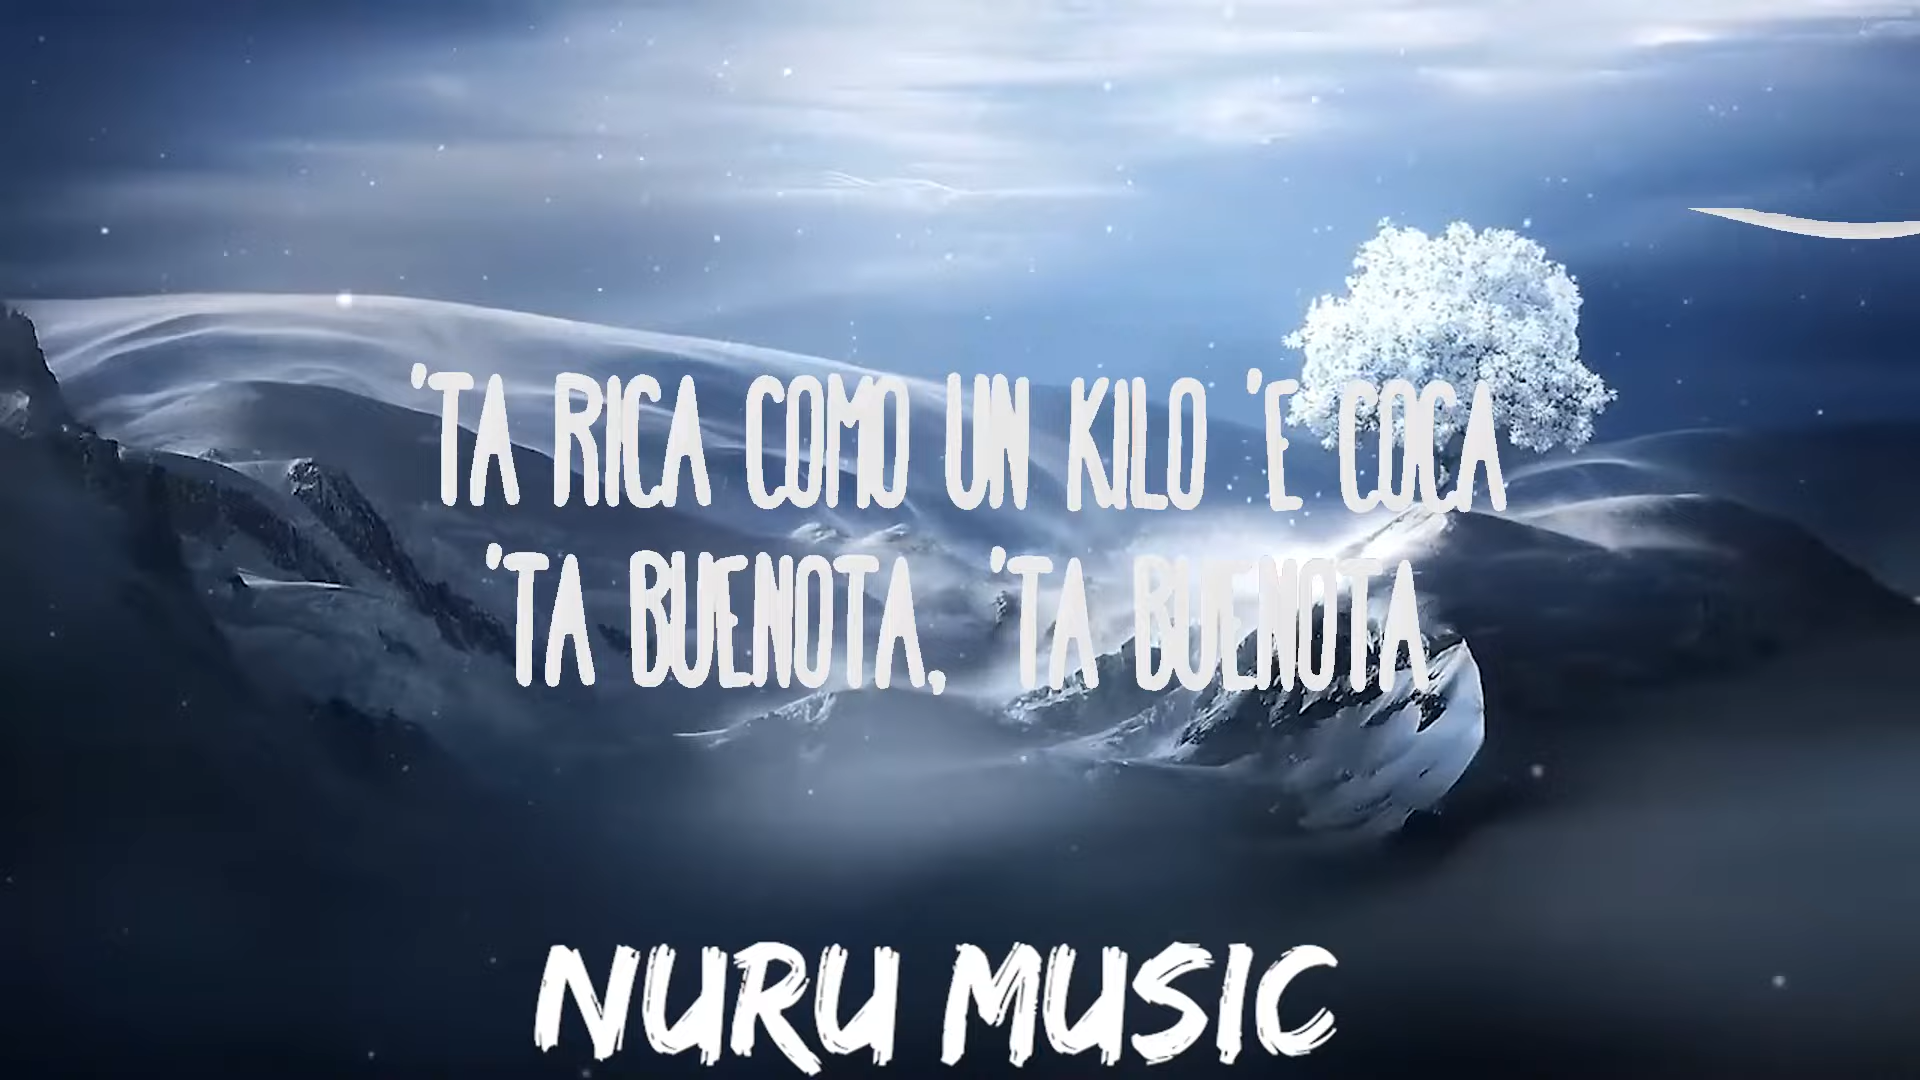 'TA RICA COMO UN KILO 'E COCA
'TA BUENOTA, 'TA BUENOTA
NURU MUSIC